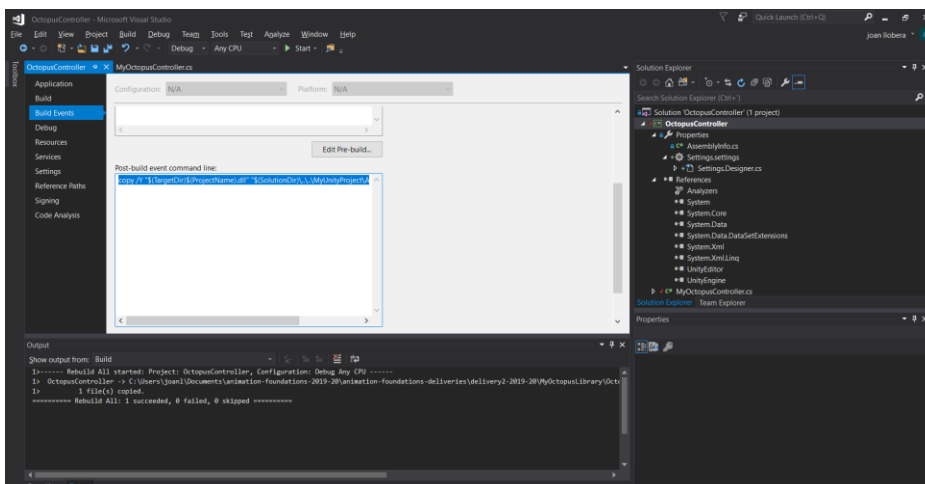 OctopusController - Microsoft Visual Studio
Quick Launch (Ctrl+Q)
File Edit View Project Build Debug Team Tools Test Analyze Window Help
joan llobera
Debug Any CPU Start
Toolbox
OctopusController MyOctopusController.cs
Application
Build
Build Events
Debug
Resources
Services
Settings
Reference Paths
Signing
Code Analysis
Configuration: N/A Platform: N/A
Edit Pre-build...
Post-build event command line:
copy /Y "$(TargetDir)$(ProjectName).dll" "$(SolutionDir)\..\..\MyUnityProject\A
Solution Explorer
Search Solution Explorer (Ctrl+)
Solution 'OctopusController' (1 project)
OctopusController
Properties
AssemblyInfo.cs
Settings.settings
Settings.Designer.cs
References
Analyzers
System
System.Core
System.Data
System.Data.DataSetExtensions
System.Xml
System.Xml.Linq
UnityEditor
UnityEngine
MyOctopusController.cs
Solution Explorer Team Explorer
Properties
Output
Show output from: Build
1>------ Rebuild All started: Project: OctopusController, Configuration: Debug Any CPU ------
1> OctopusController -> C:\Users\joanl\Documents\animation-foundations-2019-20\animation-foundations-deliveries\delivery2-2019-20\MyOctopusLibrary\Octo
1> 1 file(s) copied.
========== Rebuild All: 1 succeeded, 0 failed, 0 skipped ==========